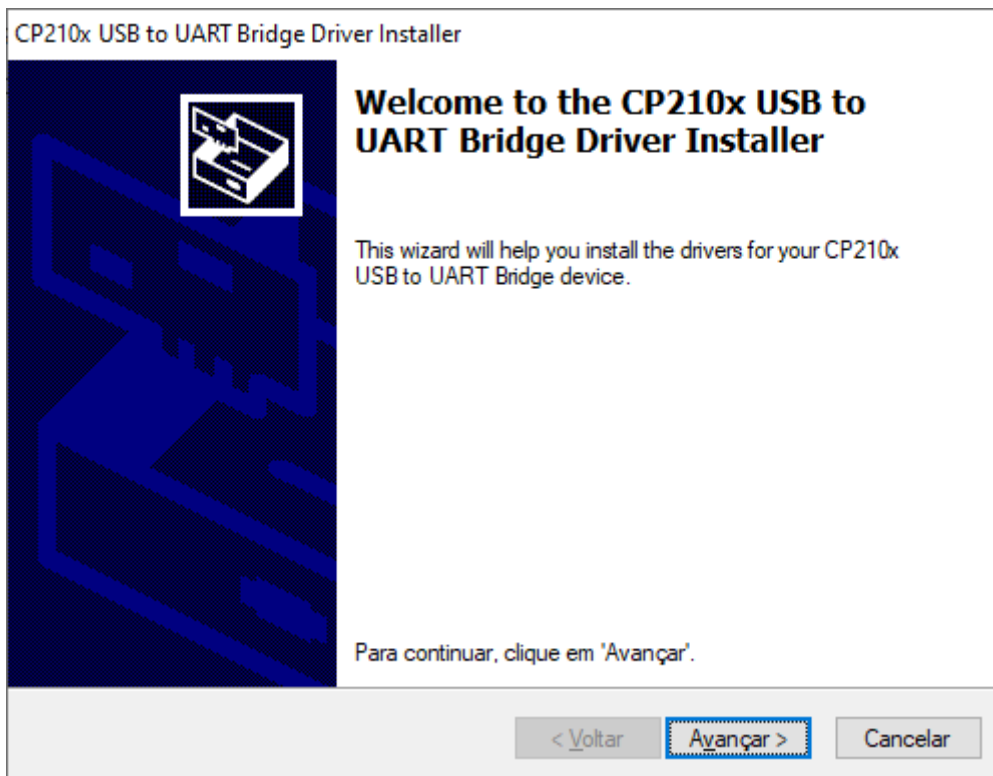 CP210x USB to UART Bridge Driver Installer
Welcome to the CP210x USB to
UART Bridge Driver Installer
This wizard will help you install the drivers for your CP210x
USB to UART Bridge device.
Para continuar, clique em 'Avançar'.
< Voltar
Avançar >
Cancelar